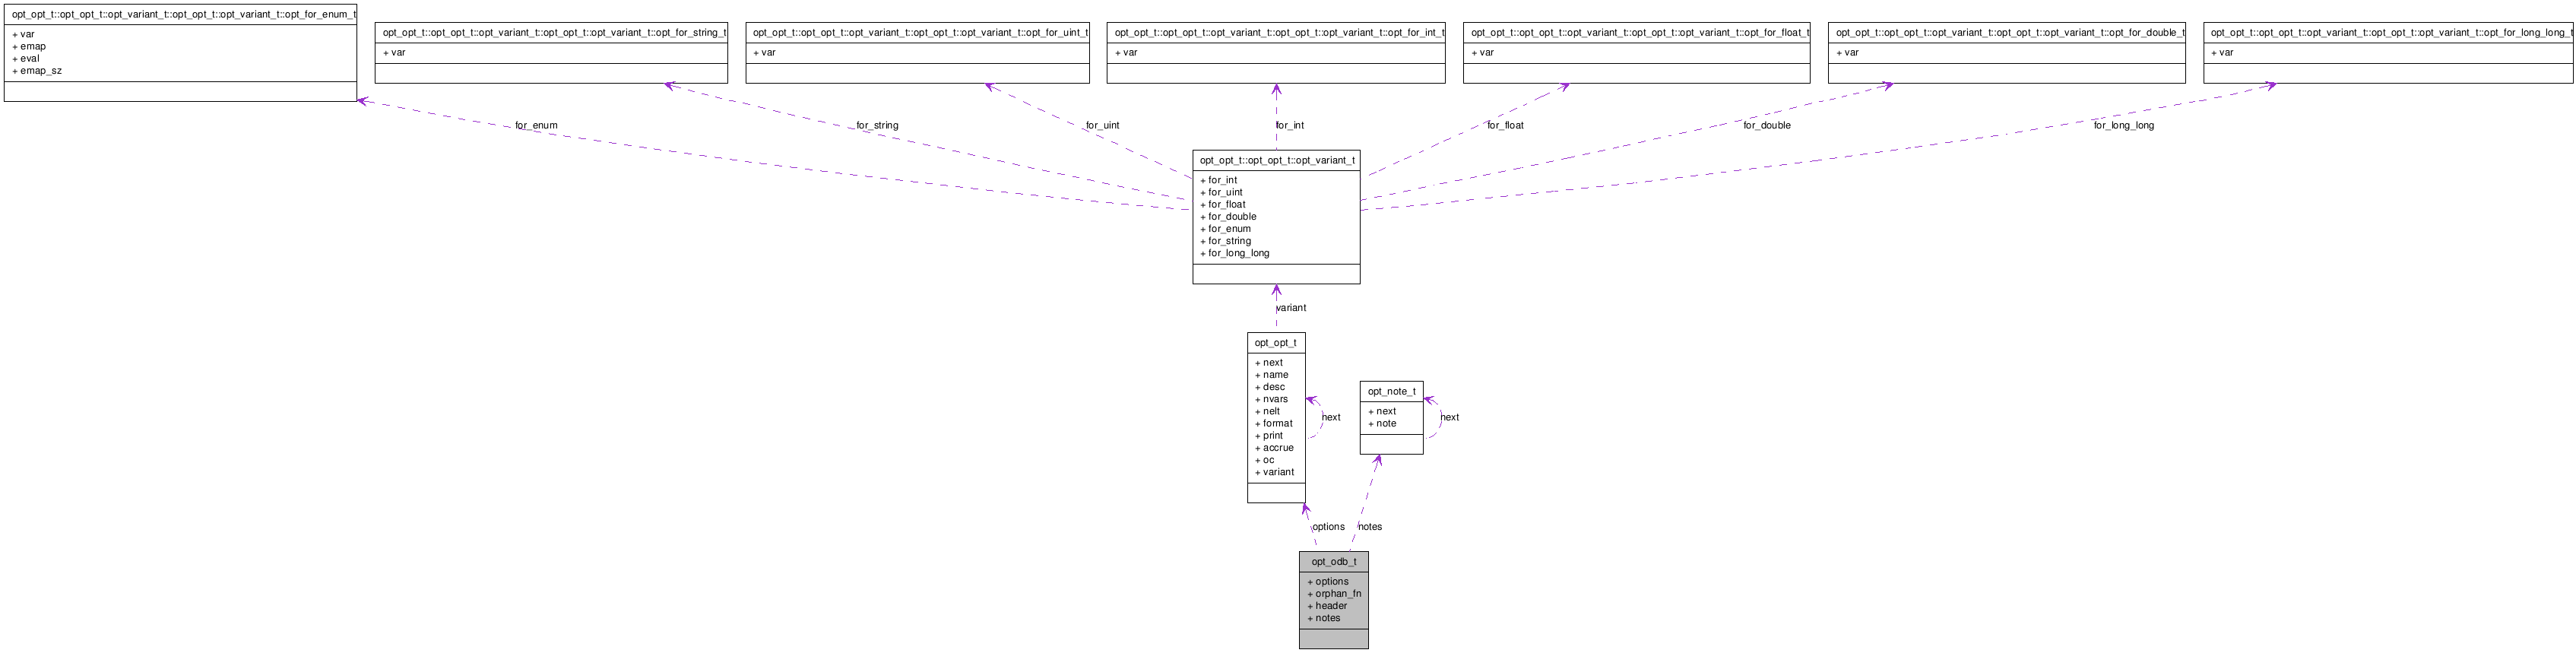 opt_opt_t::opt_opt_t::opt_variant_t::opt_opt_t::opt_variant_t::opt_for_enum_t
+ var
+ emap
+ eval
+ emap_sz
opt_opt_t::opt_opt_t::opt_variant_t::opt_opt_t::opt_variant_t::opt_for_string_t
+ var
opt_opt_t::opt_opt_t::opt_variant_t::opt_opt_t::opt_variant_t::opt_for_uint_t
+ var
opt_opt_t::opt_opt_t::opt_variant_t::opt_opt_t::opt_variant_t::opt_for_int_t
+ var
opt_opt_t::opt_opt_t::opt_variant_t::opt_opt_t::opt_variant_t::opt_for_float_t
+ var
opt_opt_t::opt_opt_t::opt_variant_t::opt_opt_t::opt_variant_t::opt_for_double_t
+ var
opt_opt_t::opt_opt_t::opt_variant_t::opt_opt_t::opt_variant_t::opt_for_long_long_t
+ var
for_enum
for_string
for_uint
for_int
for_float
for_double
for_long_long
opt_opt_t::opt_opt_t::opt_variant_t
+ for_int
+ for_uint
+ for_float
+ for_double
+ for_enum
+ for_string
+ for_long_long
variant
opt_opt_t
+ next
+ name
+ desc
+ nvars
+ nelt
+ format
+ print
+ accrue
+ oc
+ variant
next
opt_note_t
+ next
+ note
next
options
notes
opt_odb_t
+ options
+ orphan_fn
+ header
+ notes